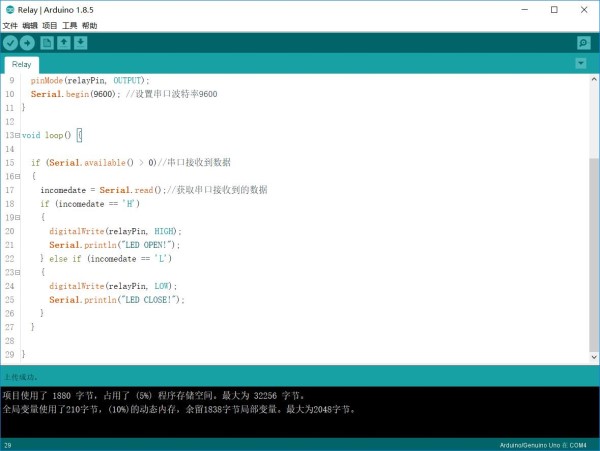 Relay | Arduino 1.8.5
文件 编辑 项目 工具 帮助
Relay
9 pinMode(relayPin, OUTPUT);
10 Serial.begin(9600); //设置串口波特率9600
11 }
12
13 void loop() {
14
15 if (Serial.available() > 0)//串口接收到数据
16 {
17 incomedate = Serial.read();//获取串口接收到的数据
18 if (incomedate == 'H')
19 {
20 digitalWrite(relayPin, HIGH);
21 Serial.println("LED OPEN!");
22 } else if (incomedate == 'L')
23 {
24 digitalWrite(relayPin, LOW);
25 Serial.println("LED CLOSE!");
26 }
27 }
28
29 }
上传成功。
项目使用了 1880 字节，占用了 (5%) 程序存储空间。最大为 32256 字节。
全局变量使用了210字节，(10%)的动态内存，余留1838字节局部变量。最大为2048字节。
29 Arduino/Genuino Uno 在 COM4